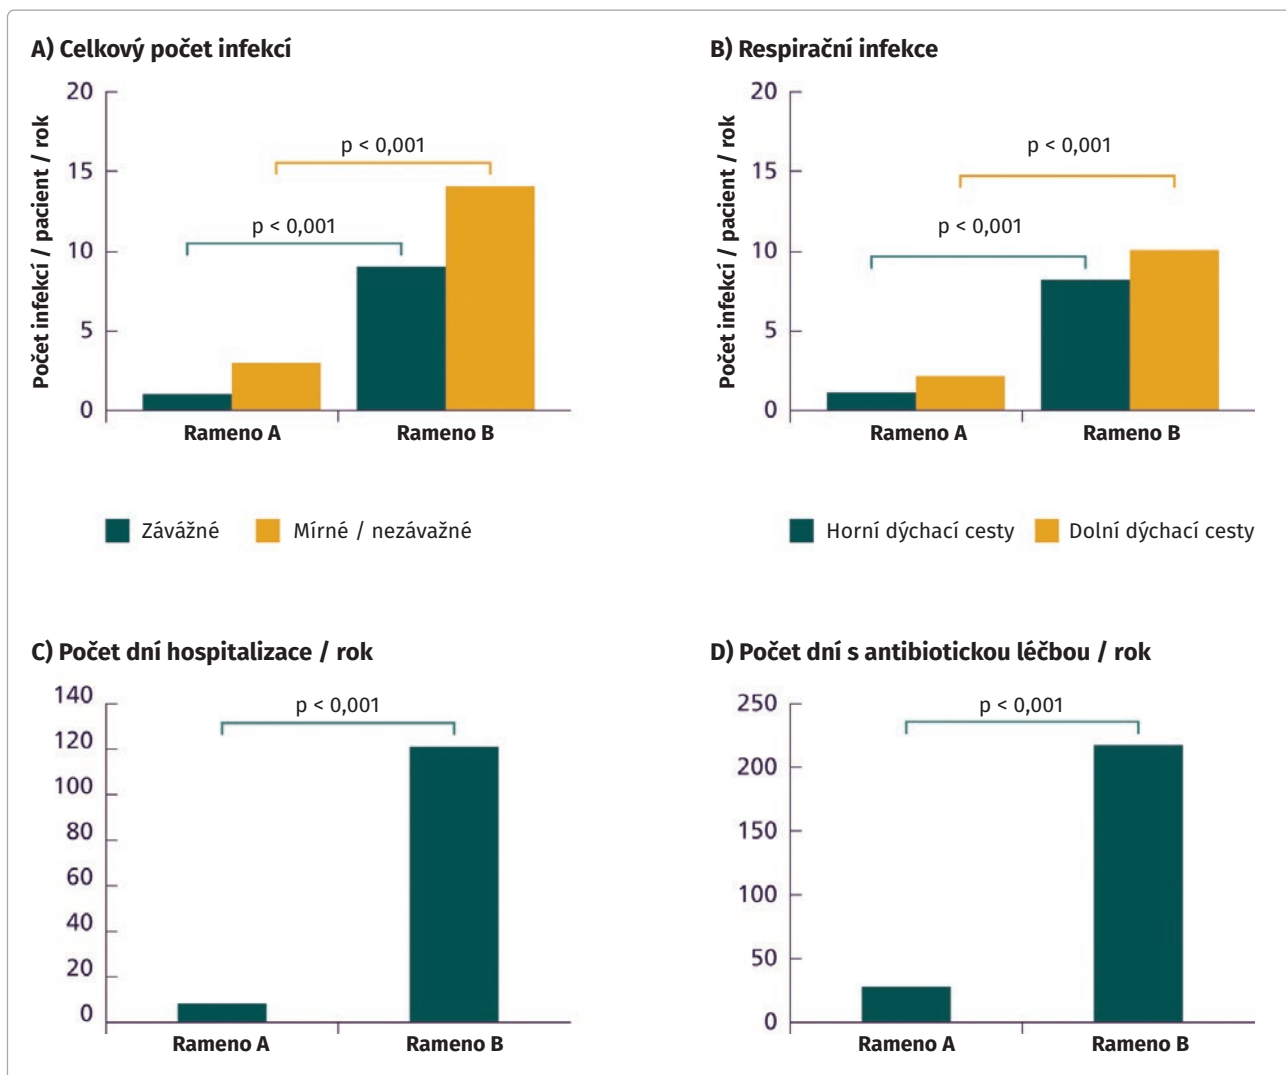 A) Celkový počet infekcí
Počet infekcí / pacient / rok
20
15
10
5
0
p < 0,001
p < 0,001
Rameno A
Rameno B
Závážné
Mírné / nezávažné
B) Respirační infekce
Počet infekcí / pacient / rok
20
15
10
5
0
p < 0,001
p < 0,001
Rameno A
Rameno B
Horní dýchací cesty
Dolní dýchací cesty
C) Počet dní hospitalizace / rok
140
120
100
80
60
40
20
0
p < 0,001
Rameno A
Rameno B
D) Počet dní s antibiotickou léčbou / rok
250
200
150
100
50
0
p < 0,001
Rameno A
Rameno B